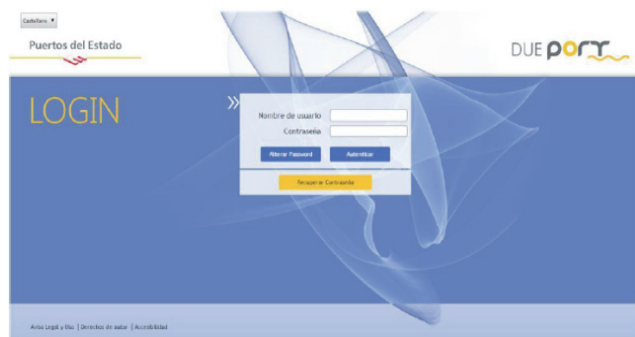 Castellano
Puertos del Estado
DUE PORT
LOGIN
»
Nombre de usuario
Contraseña
Alterar Password Autenticar
Recuperar Contraseña
Aviso Legal y Uso | Derechos de autor | Accesibilidad